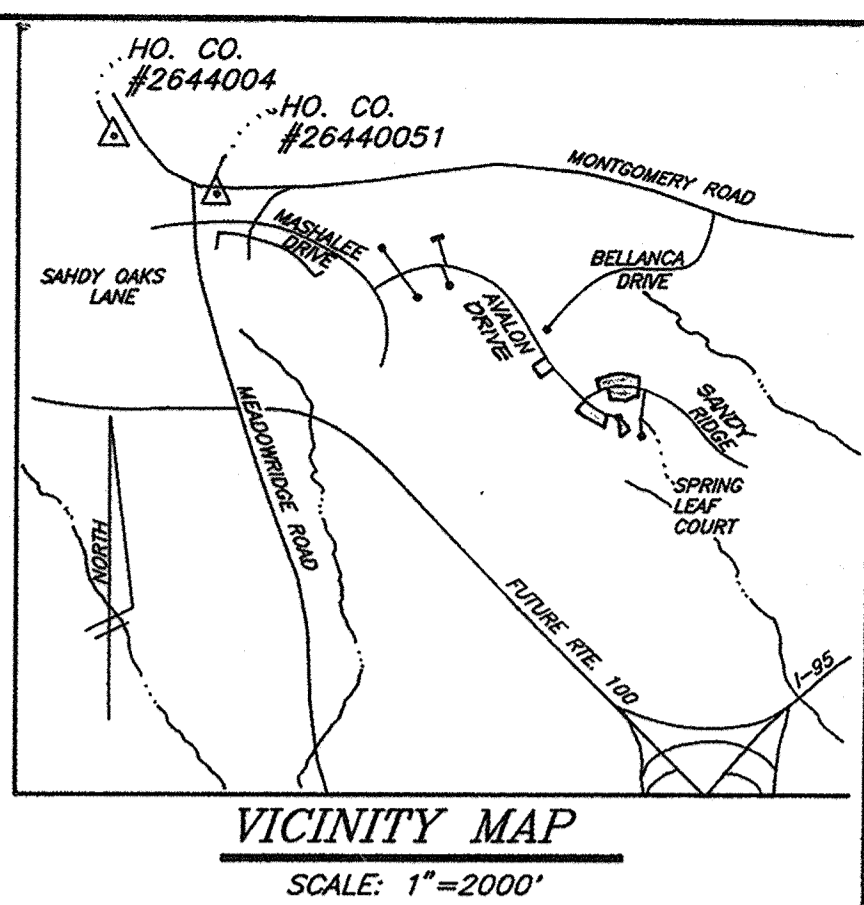 HO. CO.
#2644004
HO. CO.
#26440051
MONTGOMERY ROAD
MASHALEE
DRIVE
BELLANCA
DRIVE
SAHDY OAKS
LANE
AVALON
DRIVE
MEADOWRIDGE ROAD
SANDY
RIDGE
SPRING
LEAF
COURT
NORTH
FUTURE RTE. 100
I-95
VICINITY MAP
SCALE: 1"=2000'